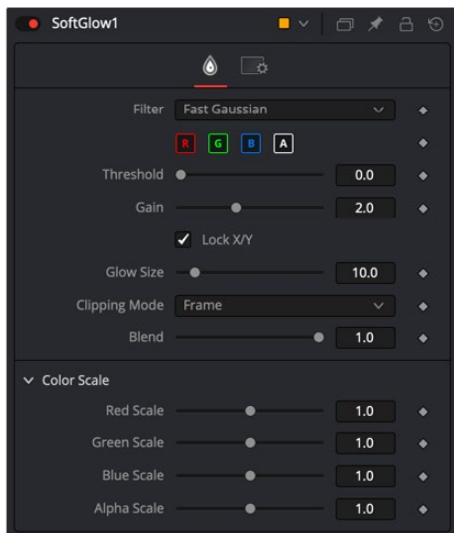 SoftGlow1
Filter Fast Gaussian
R G B A
Threshold 0.0
Gain 2.0
Lock X/Y
Glow Size 10.0
Clipping Mode Frame
Blend 1.0
Color Scale
Red Scale 1.0
Green Scale 1.0
Blue Scale 1.0
Alpha Scale 1.0